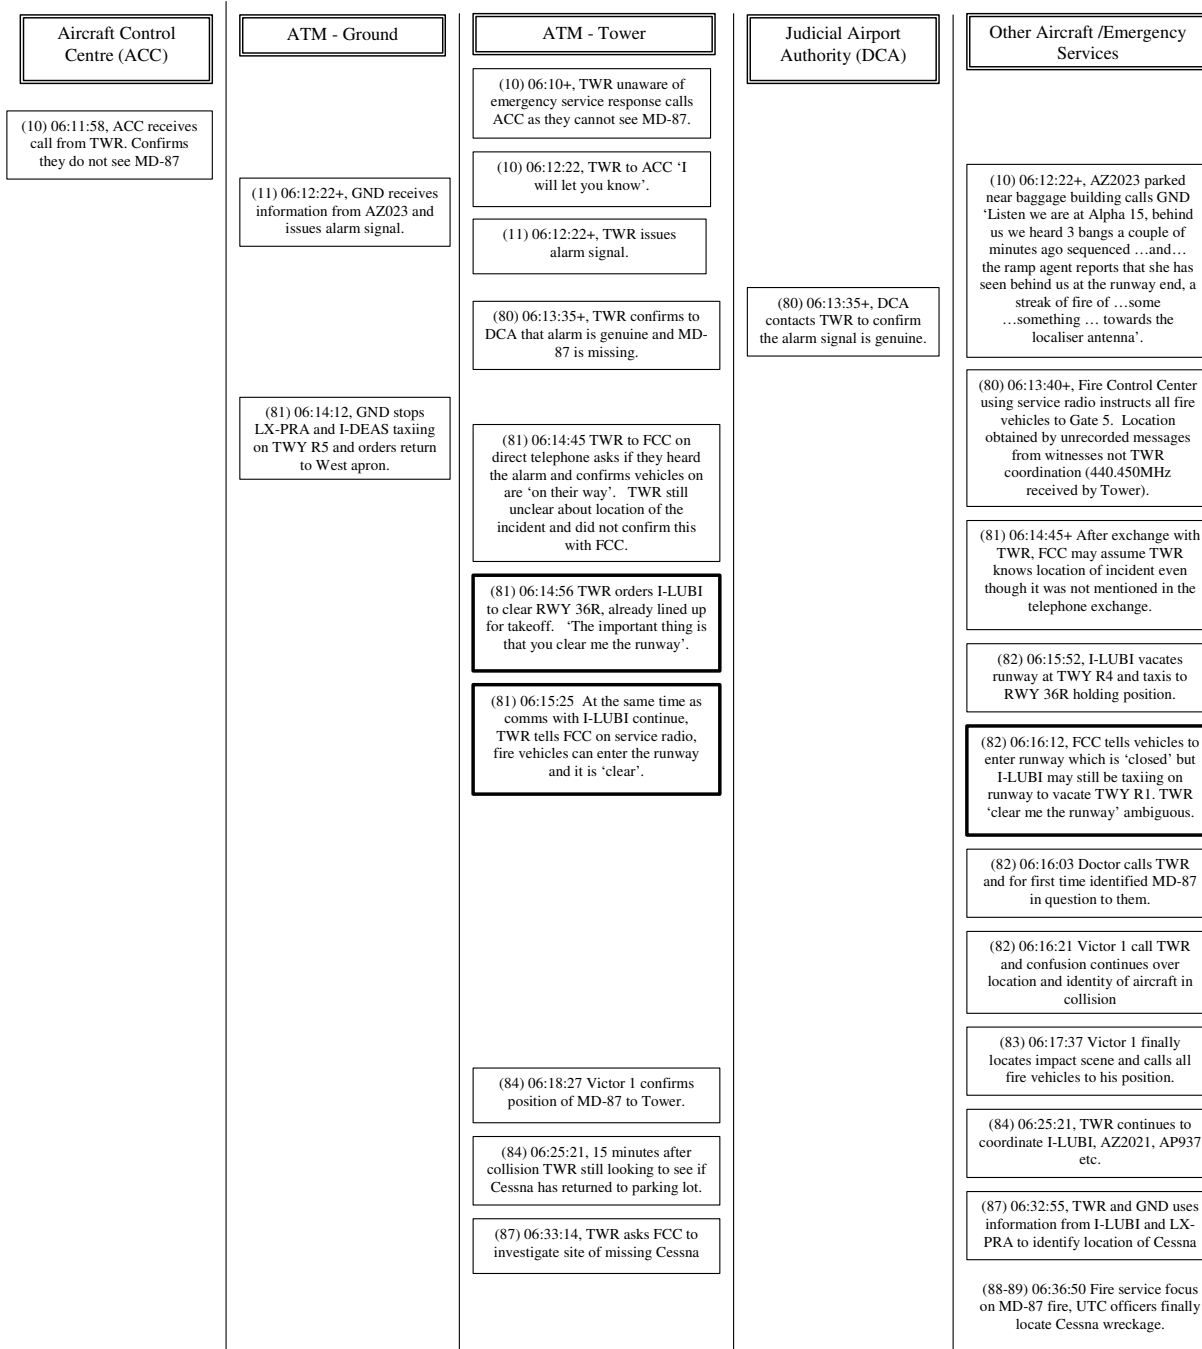 Aircraft Control
Centre (ACC)
ATM - Ground
ATM - Tower
Judicial Airport
Authority (DCA)
Other Aircraft /Emergency
Services
(10) 06:11:58, ACC receives
call from TWR. Confirms
they do not see MD-87
(11) 06:12:22+, GND receives
information from AZ023 and
issues alarm signal.
(81) 06:14:12, GND stops
LX-PRA and I-DEAS taxiing
on TWY R5 and orders return
to West apron.
(10) 06:10+, TWR unaware of
emergency service response calls
ACC as they cannot see MD-87.
(10) 06:12:22, TWR to ACC ‘I
will let you know’.
(11) 06:12:22+, TWR issues
alarm signal.
(80) 06:13:35+, TWR confirms to
DCA that alarm is genuine and MD-
87 is missing.
(81) 06:14:45 TWR to FCC on
direct telephone asks if they heard
the alarm and confirms vehicles on
are ‘on their way’. TWR still
unclear about location of the
incident and did not confirm this
with FCC.
(81) 06:14:56 TWR orders I-LUBI
to clear RWY 36R, already lined up
for takeoff. ‘The important thing is
that you clear me the runway’.
(81) 06:15:25 At the same time as
comms with I-LUBI continue,
TWR tells FCC on service radio,
fire vehicles can enter the runway
and it is ‘clear’.
(84) 06:18:27 Victor 1 confirms
position of MD-87 to Tower.
(84) 06:25:21, 15 minutes after
collision TWR still looking to see if
Cessna has returned to parking lot.
(87) 06:33:14, TWR asks FCC to
investigate site of missing Cessna
(80) 06:13:35+, DCA
contacts TWR to confirm
the alarm signal is genuine.
(10) 06:12:22+, AZ2023 parked
near baggage building calls GND
‘Listen we are at Alpha 15, behind
us we heard 3 bangs a couple of
minutes ago sequenced …and…
the ramp agent reports that she has
seen behind us at the runway end, a
streak of fire of …some
…something … towards the
localiser antenna’.
(80) 06:13:40+, Fire Control Center
using service radio instructs all fire
vehicles to Gate 5. Location
obtained by unrecorded messages
from witnesses not TWR
coordination (440.450MHz
received by Tower).
(81) 06:14:45+ After exchange with
TWR, FCC may assume TWR
knows location of incident even
though it was not mentioned in the
telephone exchange.
(82) 06:15:52, I-LUBI vacates
runway at TWY R4 and taxis to
RWY 36R holding position.
(82) 06:16:12, FCC tells vehicles to
enter runway which is ‘closed’ but
I-LUBI may still be taxiing on
runway to vacate TWY R1. TWR
‘clear me the runway’ ambiguous.
(82) 06:16:03 Doctor calls TWR
and for first time identified MD-87
in question to them.
(82) 06:16:21 Victor 1 call TWR
and confusion continues over
location and identity of aircraft in
collision
(83) 06:17:37 Victor 1 finally
locates impact scene and calls all
fire vehicles to his position.
(84) 06:25:21, TWR continues to
coordinate I-LUBI, AZ2021, AP937
etc.
(87) 06:32:55, TWR and GND uses
information from I-LUBI and LX-
PRA to identify location of Cessna
(88-89) 06:36:50 Fire service focus
on MD-87 fire, UTC officers finally
locate Cessna wreckage.